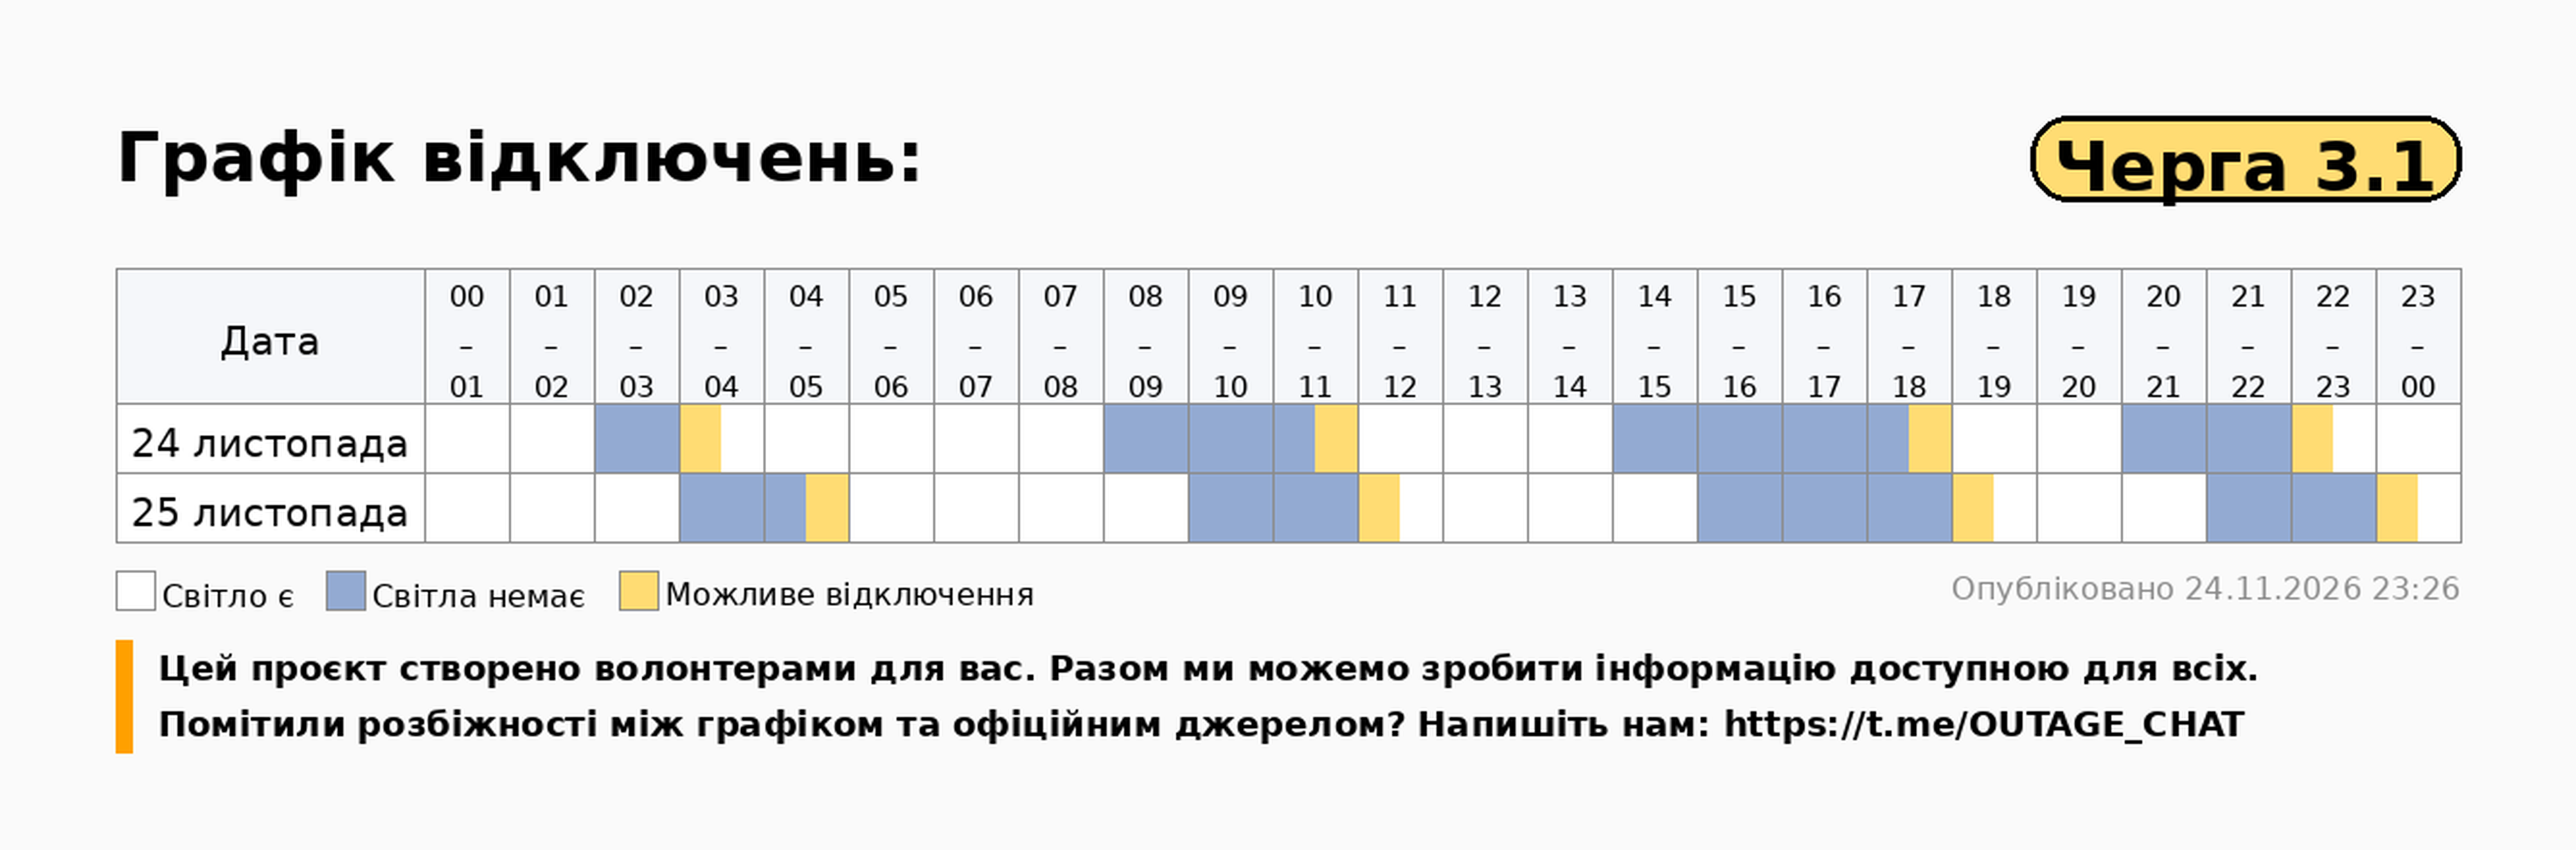 Графік відключень:
Черга 3.1
Дата
00 – 01
01 – 02
02 – 03
03 – 04
04 – 05
05 – 06
06 – 07
07 – 08
08 – 09
09 – 10
10 – 11
11 – 12
12 – 13
13 – 14
14 – 15
15 – 16
16 – 17
17 – 18
18 – 19
19 – 20
20 – 21
21 – 22
22 – 23
23 – 00
24 листопада
25 листопада
Світло є
Світла немає
Можливе відключення
Опубліковано 24.11.2026 23:26
Цей проєкт створено волонтерами для вас. Разом ми можемо зробити інформацію доступною для всіх.
Помітили розбіжності між графіком та офіційним джерелом? Напишіть нам: https://t.me/OUTAGE_CHAT